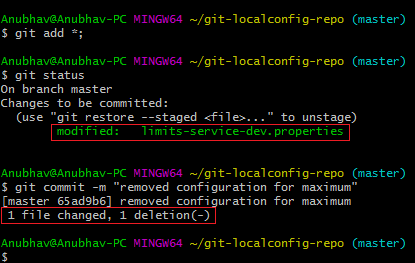 Anubhav@Anubhav-PC MINGW64 ~/git-localconfig-repo (master)
$ git add *;
Anubhav@Anubhav-PC MINGW64 ~/git-localconfig-repo (master)
$ git status
On branch master
Changes to be committed:
  (use "git restore --staged <file>..." to unstage)
        modified:   limits-service-dev.properties
Anubhav@Anubhav-PC MINGW64 ~/git-localconfig-repo (master)
$ git commit -m "removed configuration for maximum"
[master 65ad9b6] removed configuration for maximum
 1 file changed, 1 deletion(-)
Anubhav@Anubhav-PC MINGW64 ~/git-localconfig-repo (master)
$